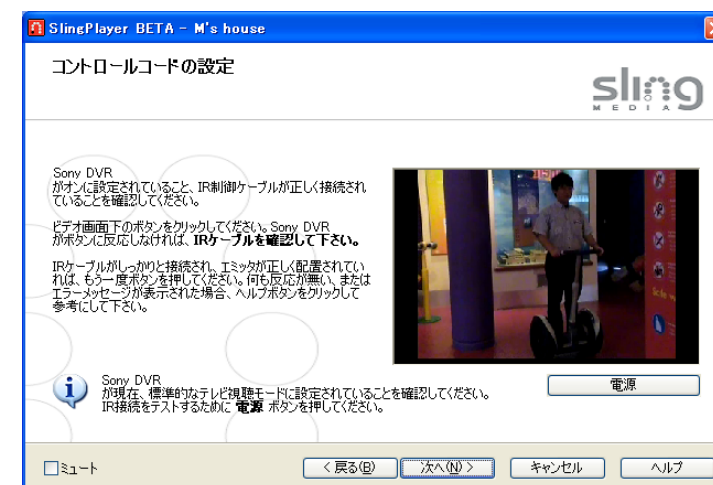 SlingPlayer BETA - M's house
コントロールコードの設定
sling
MEDIA
Sony DVR
がオンに設定されていること、IR制御ケーブルが正しく接続され
ていることを確認してください。
ビデオ画面下のボタンをクリックしてください。Sony DVR
がボタンに反応しなければ、IRケーブルを確認して下さい。
IRケーブルがしっかりと接続され、エミッタが正しく配置されてい
れば、もう一度ボタンを押してください。何も反応が無い、または
エラーメッセージが表示された場合、ヘルプボタンをクリックして
参考にして下さい。
Sony DVR
が現在、標準的なテレビ視聴モードに設定されていることを確認してください。
IR接続をテストするために 電源 ボタンを押してください。
電源
ミュート
< 戻る(B)
次へ(N) >
キャンセル
ヘルプ